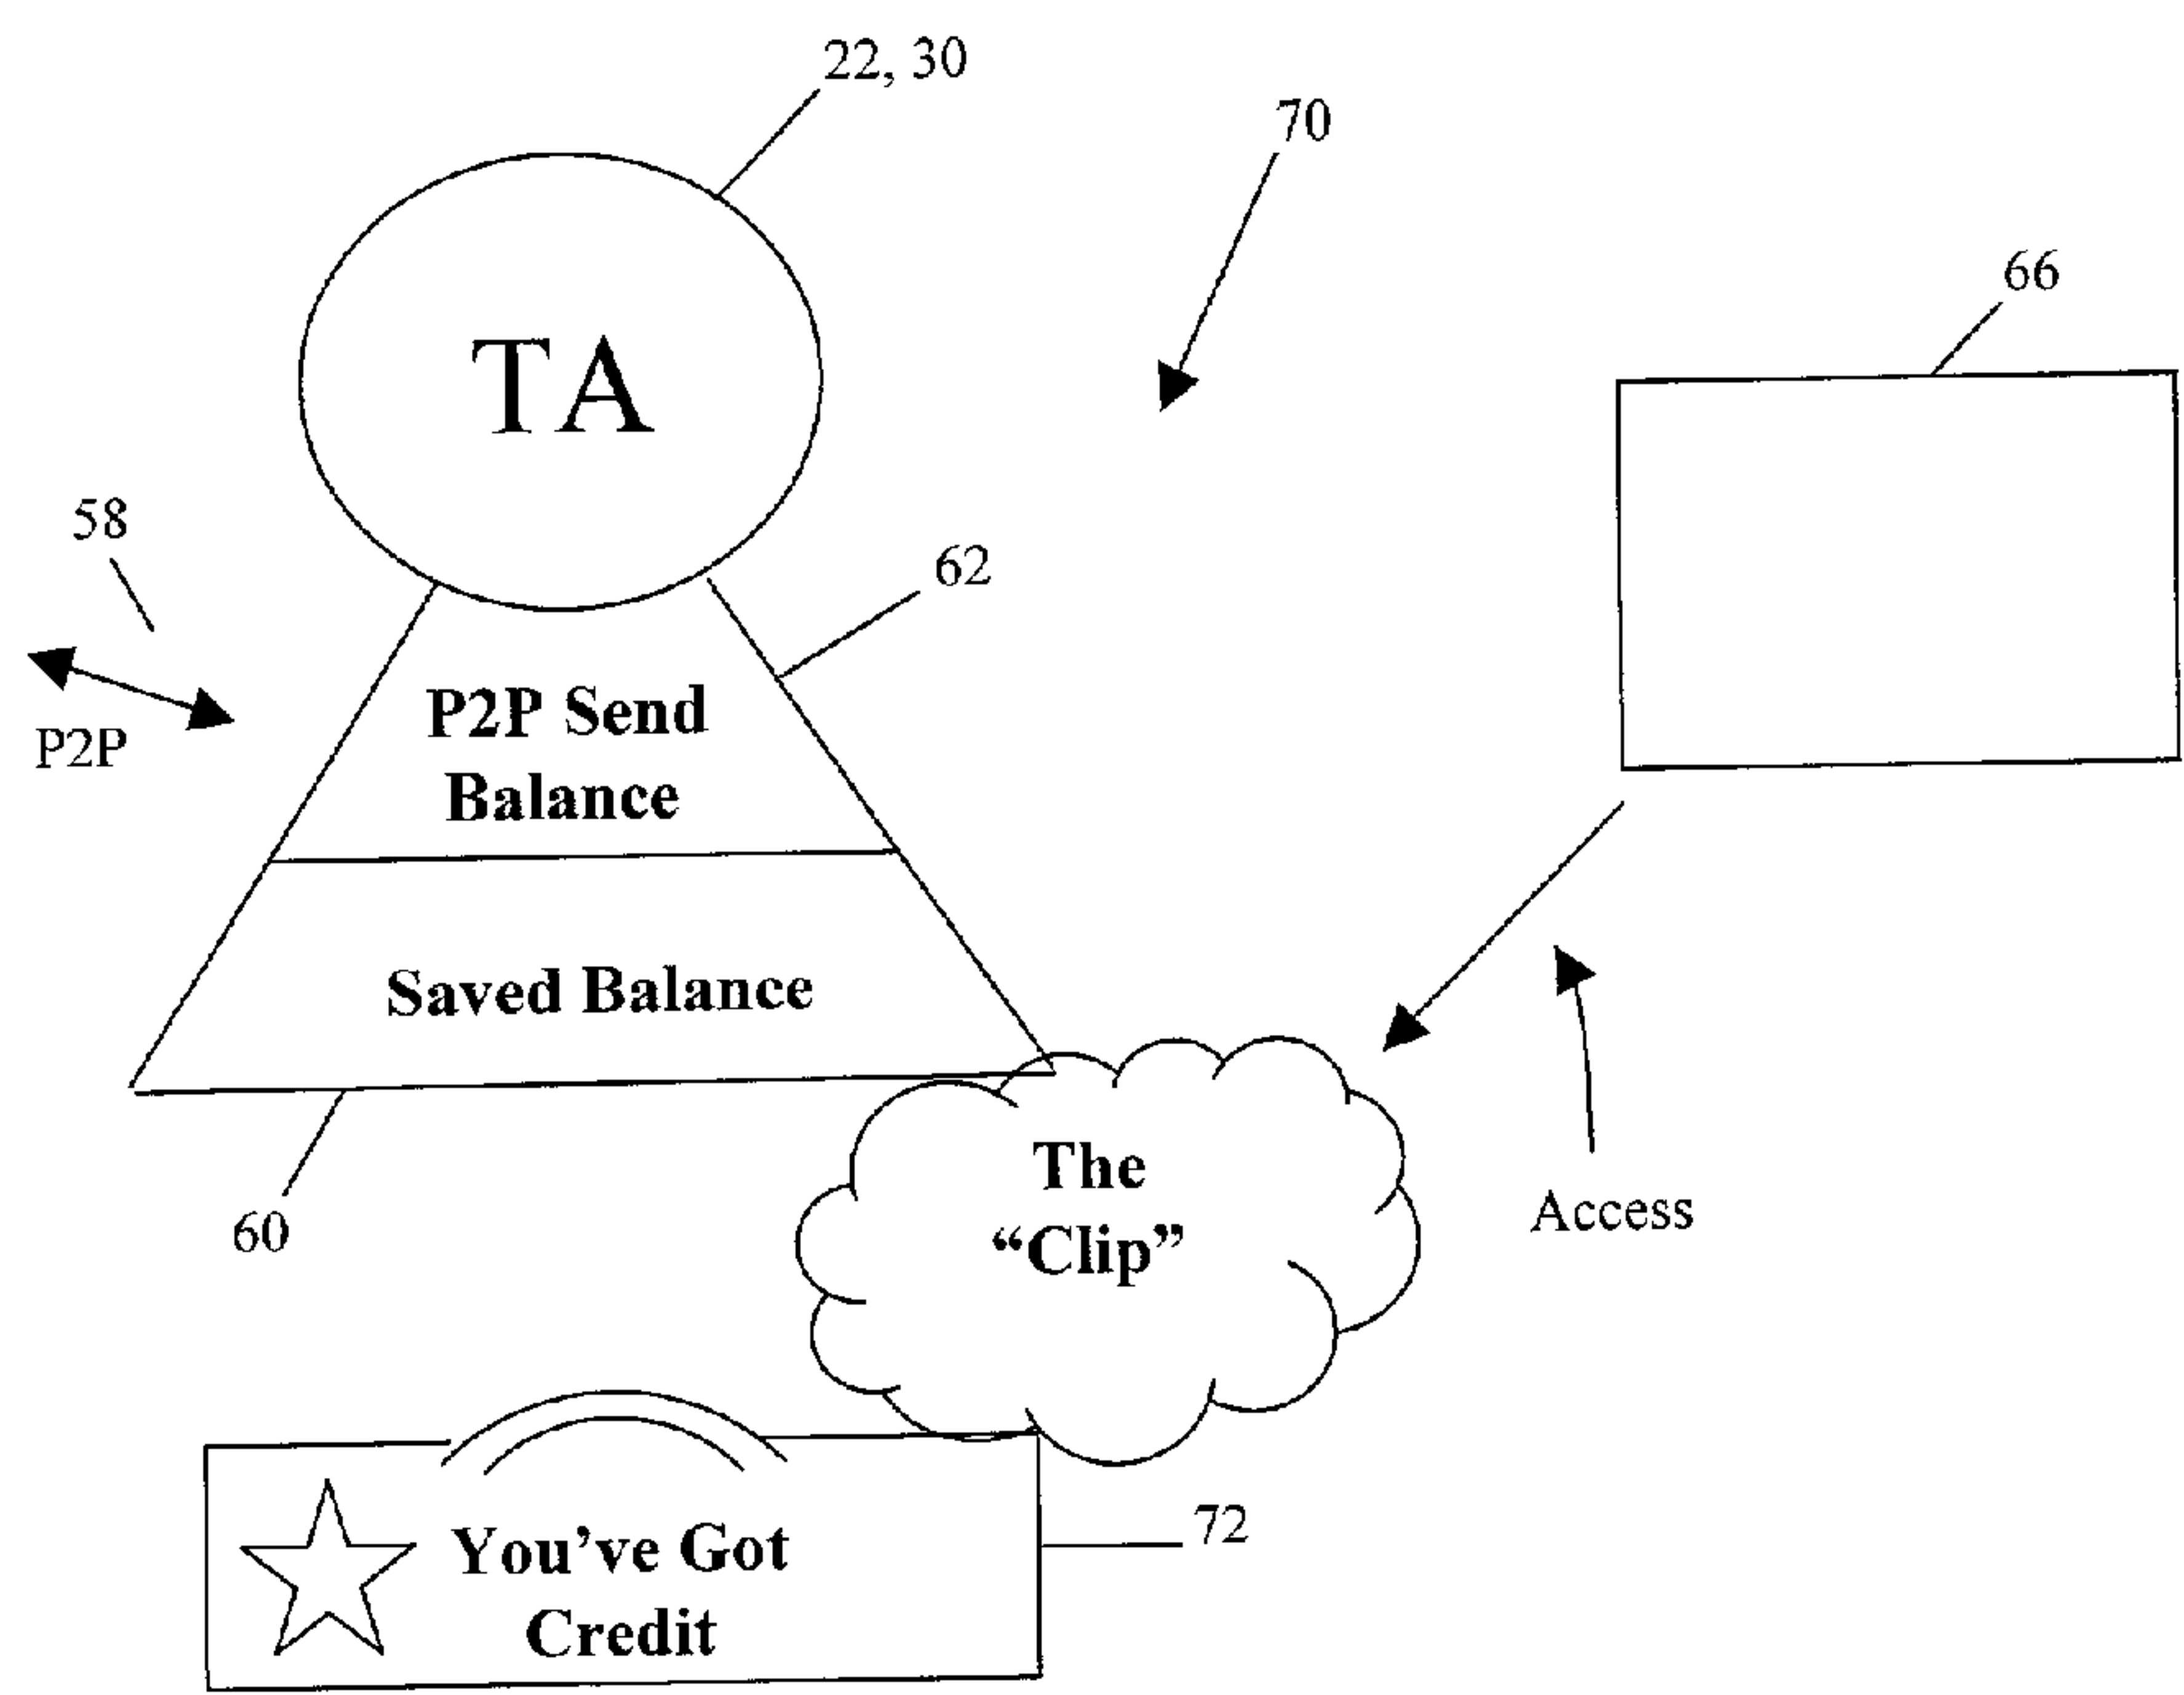 22, 30
70
66
TA
58
62
P2P
P2P Send
Balance
Saved Balance
60
The
“Clip”
Access
72
You’ve Got
Credit